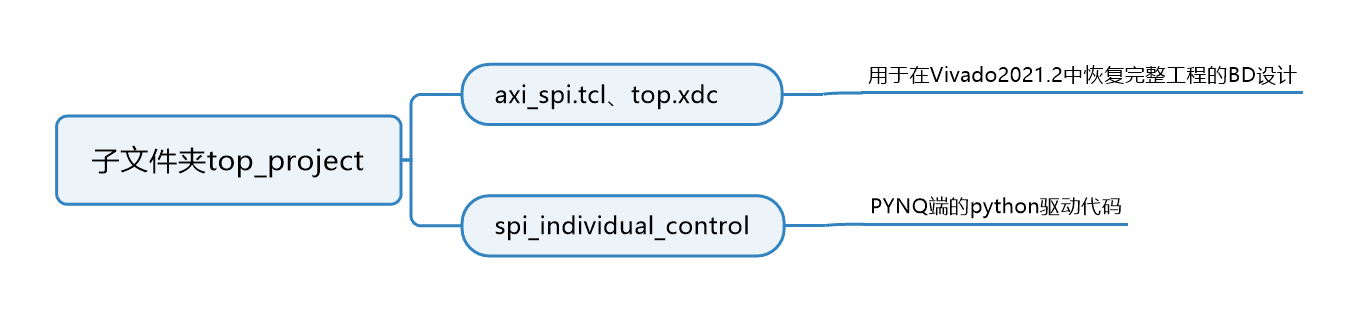 子文件夹top_project
axi_spi.tcl、top.xdc
用于在Vivado2021.2中恢复完整工程的BD设计
spi_individual_control
PYNQ端的python驱动代码